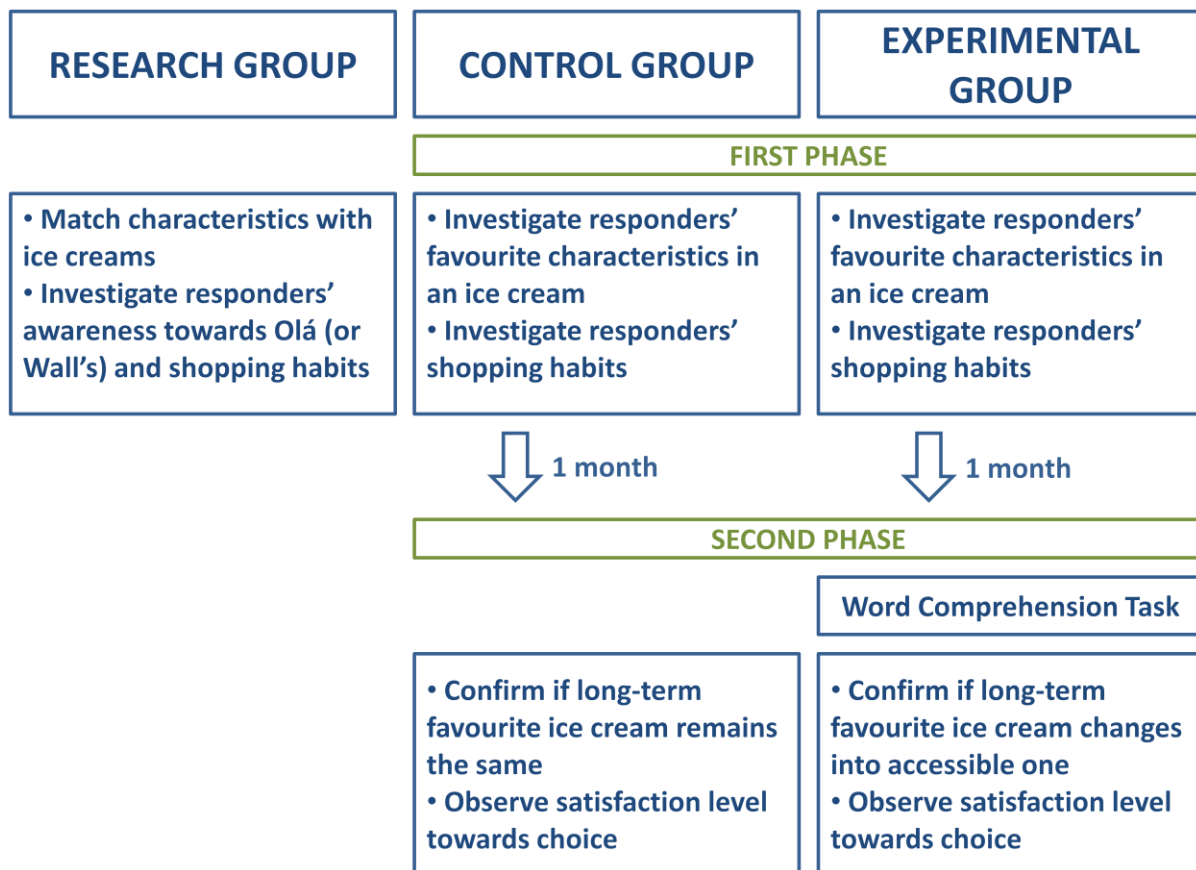 RESEARCH GROUP
CONTROL GROUP
EXPERIMENTAL
GROUP
FIRST PHASE
• Match characteristics with
ice creams
• Investigate responders’
awareness towards Olá (or
Wall’s) and shopping habits
• Investigate responders’
favourite characteristics in
an ice cream
• Investigate responders’
shopping habits
• Investigate responders’
favourite characteristics in
an ice cream
• Investigate responders’
shopping habits
1 month
1 month
SECOND PHASE
Word Comprehension Task
• Confirm if long-term
favourite ice cream remains
the same
• Observe satisfaction level
towards choice
• Confirm if long-term
favourite ice cream changes
into accessible one
• Observe satisfaction level
towards choice